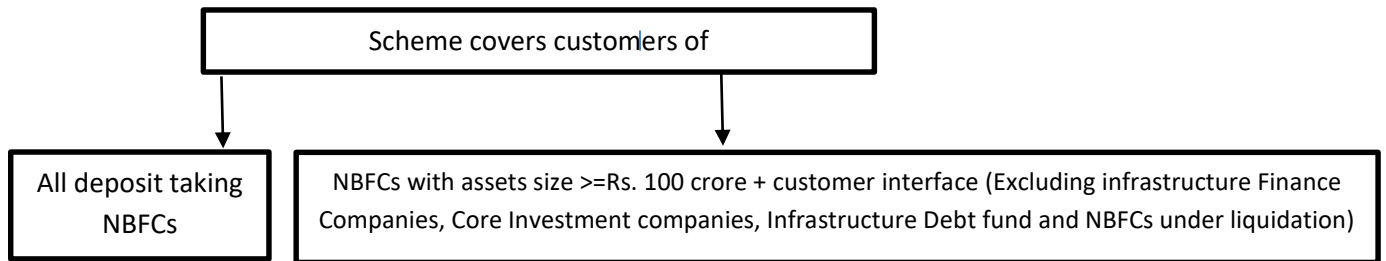 Scheme covers customers of
All deposit taking
NBFCs
NBFCs with assets size >=Rs. 100 crore + customer interface (Excluding infrastructure Finance
Companies, Core Investment companies, Infrastructure Debt fund and NBFCs under liquidation)